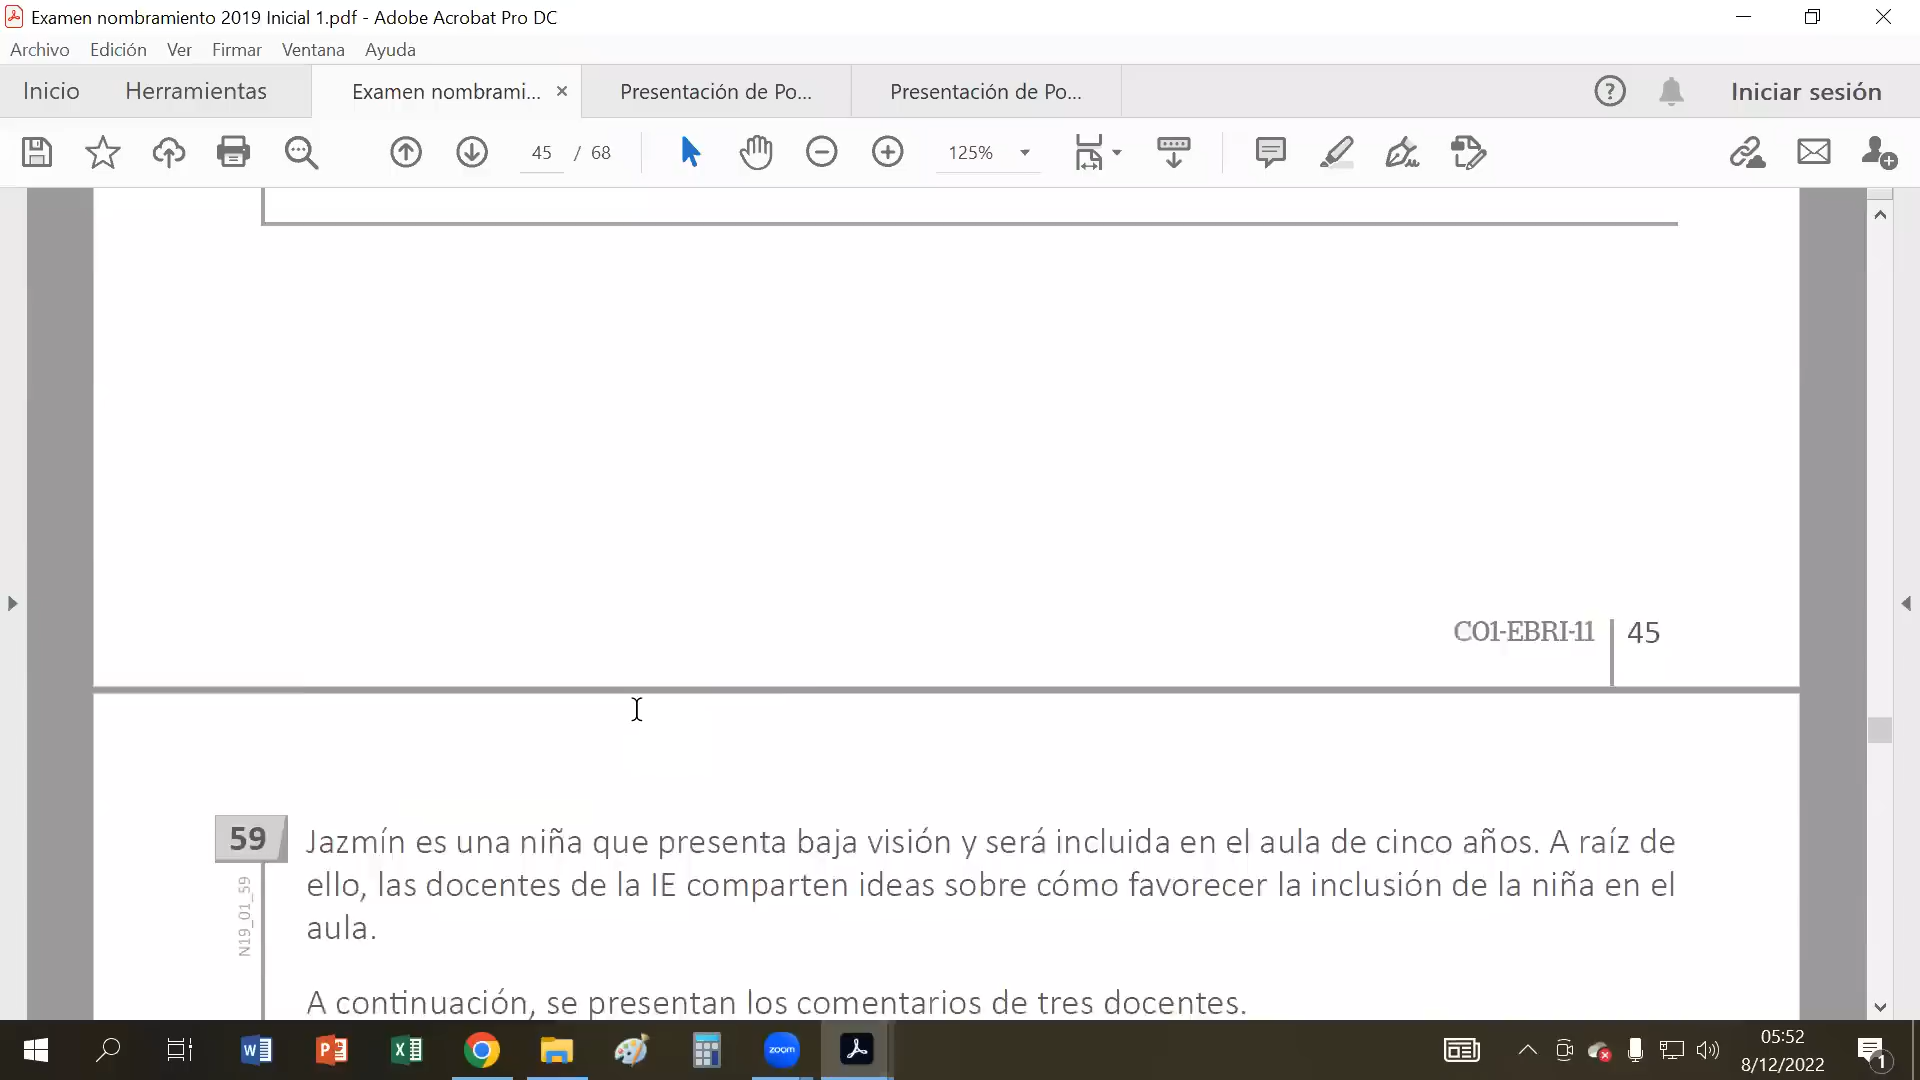 Examen nombramiento 2019 Inicial 1.pdf - Adobe Acrobat Pro DC
Archivo Edición Ver Firmar Ventana Ayuda
Inicio Herramientas Examen nombrami... × Presentación de Po... Presentación de Po... ? Iniciar sesión
45 / 68 125%
C01-EBRI-11 45
59 Jazmín es una niña que presenta baja visión y será incluida en el aula de cinco años. A raíz de
ello, las docentes de la IE comparten ideas sobre cómo favorecer la inclusión de la niña en el
aula.
N19_01_59
A continuación, se presentan los comentarios de tres docentes.
zoom
05:52
8/12/2022
1